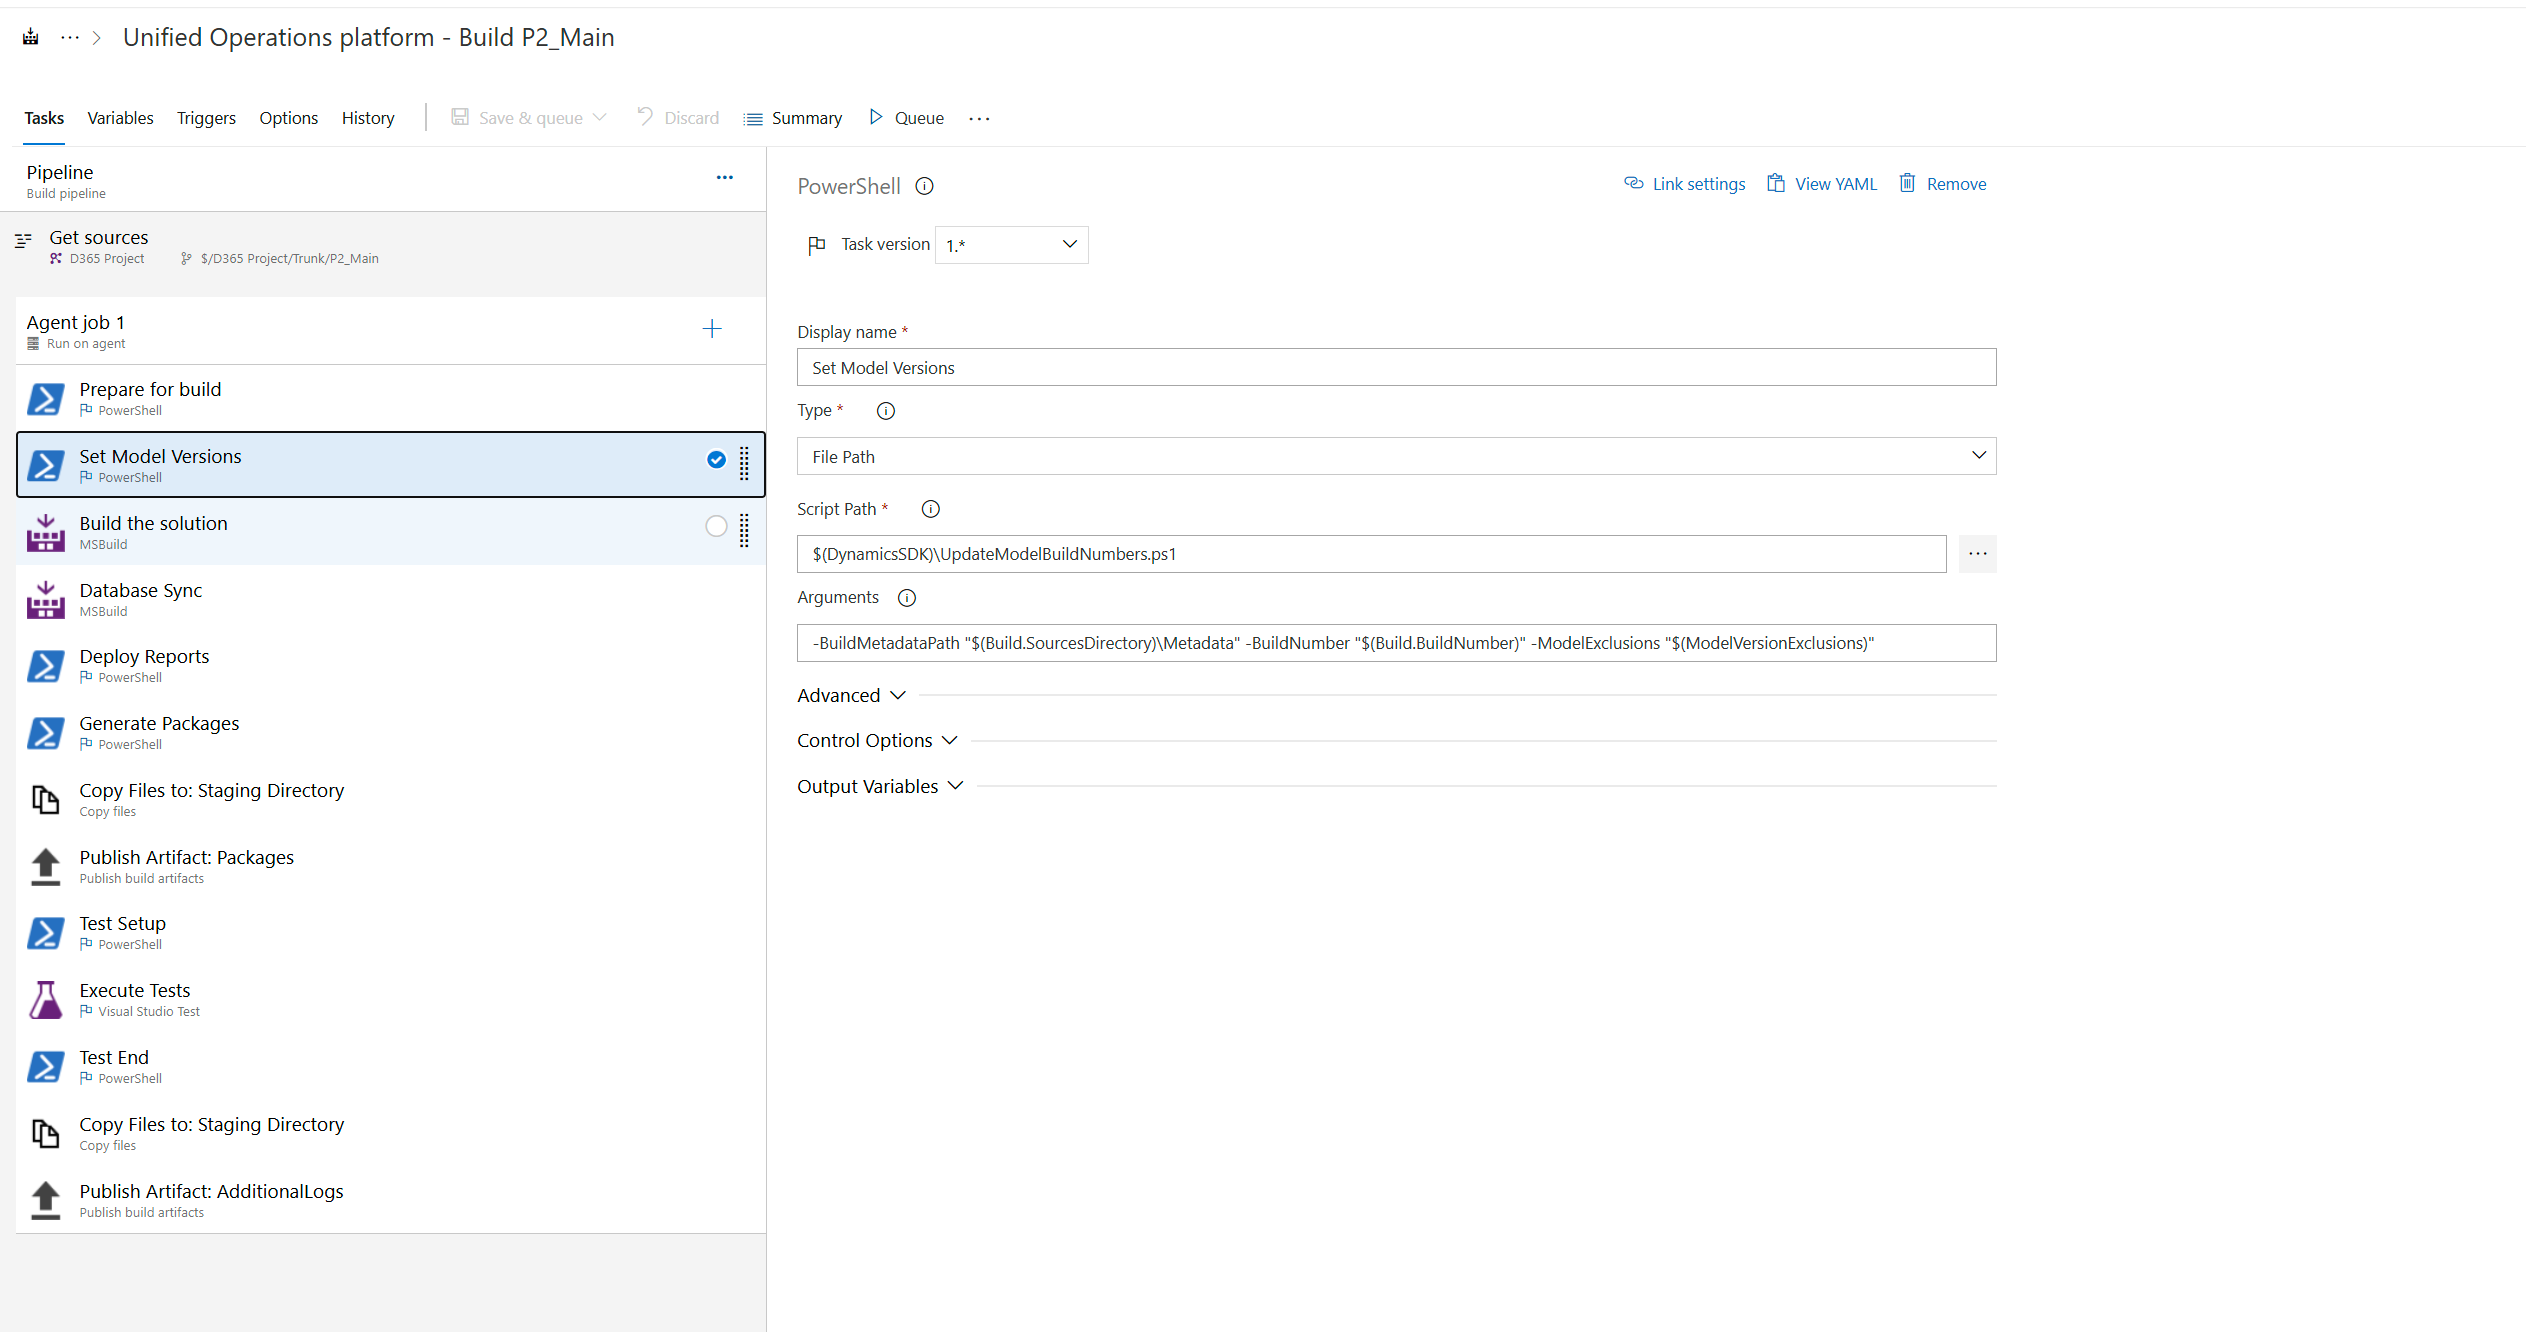 Unified Operations platform - Build P2_Main
Tasks Variables Triggers Options History Save & queue Discard Summary Queue
Pipeline
Build pipeline
Get sources
D365 Project $/D365 Project/Trunk/P2_Main
Agent job 1
Run on agent
Prepare for build
PowerShell
Set Model Versions
PowerShell
Build the solution
MSBuild
Database Sync
MSBuild
Deploy Reports
PowerShell
Generate Packages
PowerShell
Copy Files to: Staging Directory
Copy files
Publish Artifact: Packages
Publish build artifacts
Test Setup
PowerShell
Execute Tests
Visual Studio Test
Test End
PowerShell
Copy Files to: Staging Directory
Copy files
Publish Artifact: AdditionalLogs
Publish build artifacts
PowerShell
Link settings View YAML Remove
Task version 1.*
Display name *
Set Model Versions
Type *
File Path
Script Path *
$(DynamicsSDK)\UpdateModelBuildNumbers.ps1
Arguments
-BuildMetadataPath "$(Build.SourcesDirectory)\Metadata" -BuildNumber "$(Build.BuildNumber)" -ModelExclusions "$(ModelVersionExclusions)"
Advanced
Control Options
Output Variables